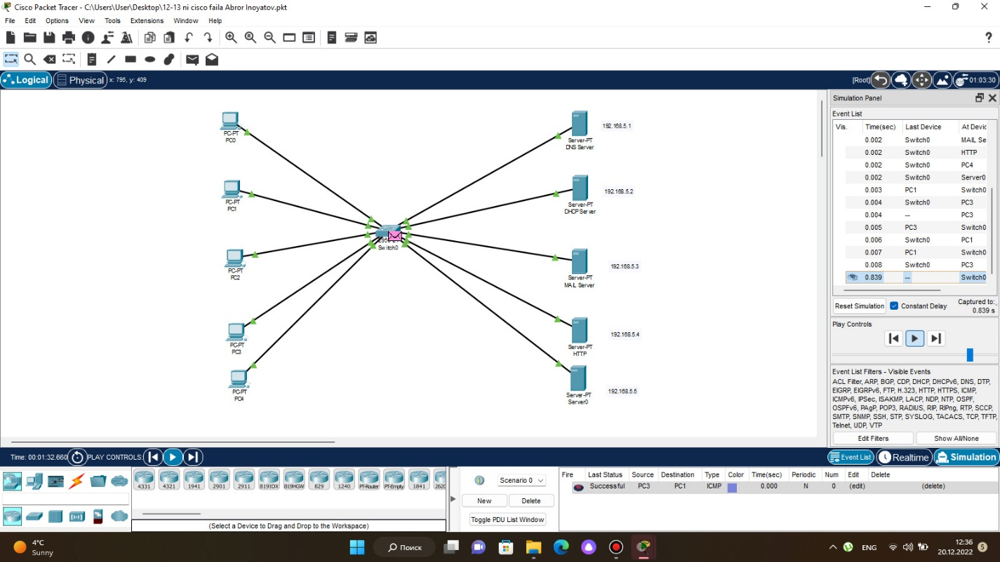 Cisco Packet Tracer - C:\Users\User\Desktop\12-13 ni cisco faila Abror Inoyatov.pkt
File Edit Options View Tools Extensions Window Help
Logical Physical x: 795, y: 409 [Root] 01:03:30
Simulation Panel
Event List
Vis. Time(sec) Last Device At Devic
0.002 Switch0 MAIL Se
0.002 Switch0 HTTP
0.002 Switch0 PC4
0.002 Switch0 Server0
0.003 PC1 Switch0
0.004 Switch0 PC3
0.004 -- PC3
0.005 PC3 Switch0
0.006 Switch0 PC1
0.007 PC1 Switch0
0.008 Switch0 PC3
0.839 -- Switch0
Reset Simulation Constant Delay Captured to:
0.839 s
Play Controls
Event List Filters - Visible Events
ACL Filter, ARP, BGP, CDP, DHCP, DHCPv6, DNS, DTP,
EIGRP, EIGRPv6, FTP, H.323, HTTP, HTTPS, ICMP,
ICMPv6, IPSec, ISAKMP, LACP, NDP, NTP, OSPF,
OSPFv6, PAgP, POP3, RADIUS, RIP, RIPng, RTP, SCCP,
SMTP, SNMP, SSH, STP, SYSLOG, TACACS, TCP, TFTP,
Telnet, UDP, VTP
Edit Filters Show All/None
PC-PT
PC0
PC-PT
PC1
PC-PT
PC2
PC-PT
PC3
PC-PT
PC4
Switch0
Server-PT
DNS Server
192.168.5.1
Server-PT
DHCP Server
192.168.5.2
Server-PT
MAIL Server
192.168.5.3
Server-PT
HTTP
192.168.5.4
Server-PT
Server0
192.168.5.5
Time: 00:01:32.660 PLAY CONTROLS: Event List Realtime Simulation
4331 4321 1941 2901 2911 819IOX 819HGW 829 1240 PT-Router PT-Empty 1841 2620
(Select a Device to Drag and Drop to the Workspace)
Scenario 0
New Delete
Toggle PDU List Window
Fire Last Status Source Destination Type Color Time(sec) Periodic Num Edit Delete
Successful PC3 PC1 ICMP 0.000 N 0 (edit) (delete)
4°C
Sunny
Поиск
ENG
12:36
20.12.2022
5